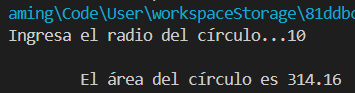 aming\Code\User\workspaceStorage\81ddb
Ingresa el radio del círculo...10
El área del círculo es 314.16